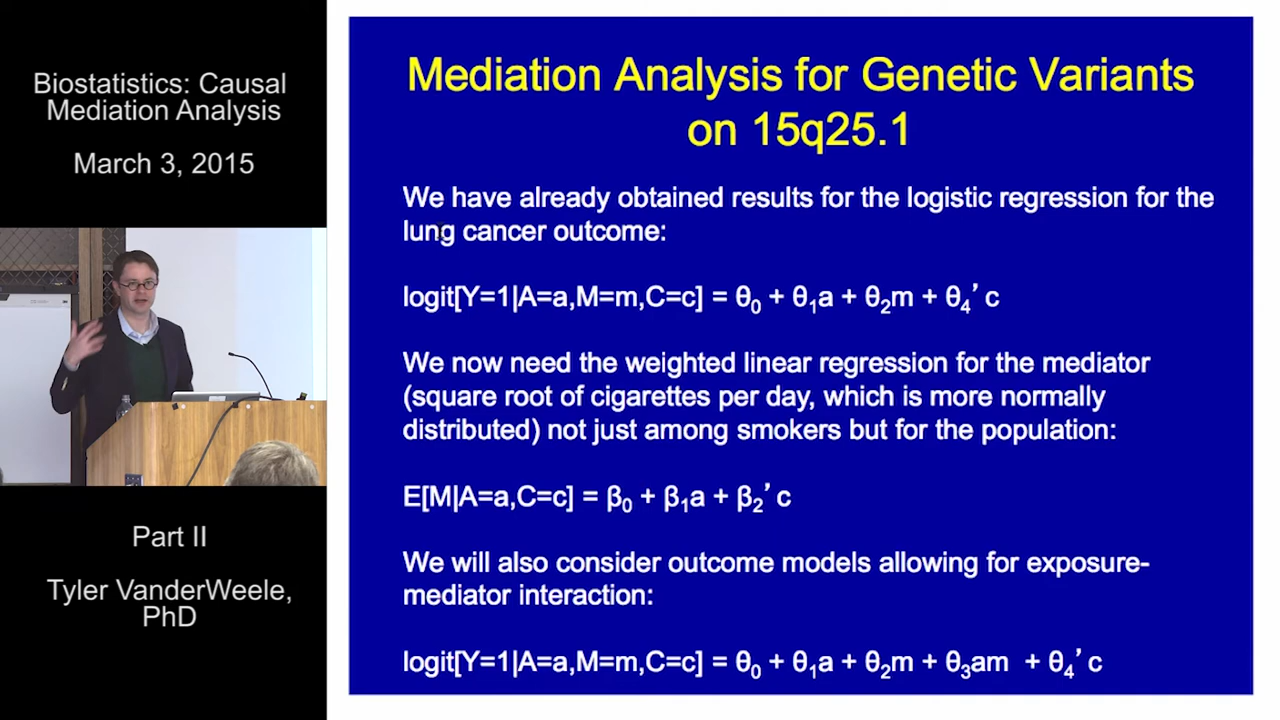 Biostatistics: Causal
Mediation Analysis
March 3, 2015
Part II
Tyler VanderWeele,
PhD
Mediation Analysis for Genetic Variants
on 15q25.1
We have already obtained results for the logistic regression for the
lung cancer outcome:
logit[Y=1|A=a,M=m,C=c] = θ₀ + θ₁a + θ₂m + θ₄’ c
We now need the weighted linear regression for the mediator
(square root of cigarettes per day, which is more normally
distributed) not just among smokers but for the population:
E[M|A=a,C=c] = β₀ + β₁a + β₂’ c
We will also consider outcome models allowing for exposure-
mediator interaction:
logit[Y=1|A=a,M=m,C=c] = θ₀ + θ₁a + θ₂m + θ₃am + θ₄’ c